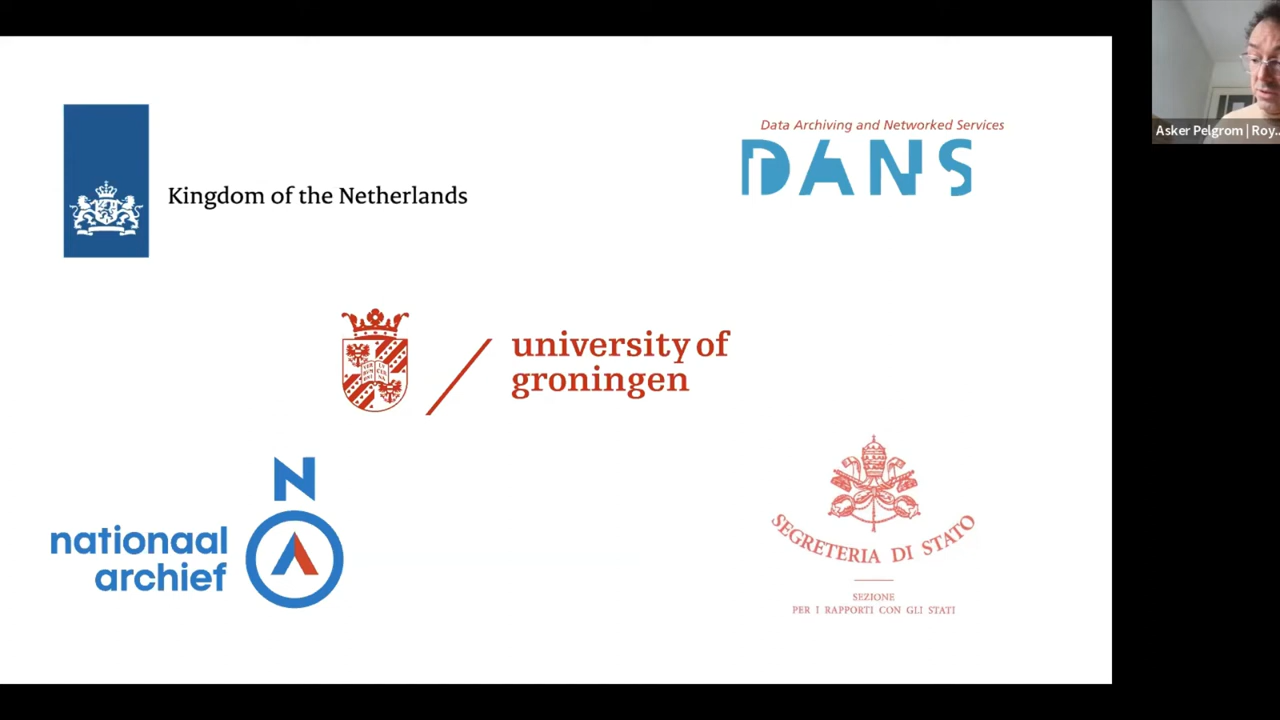 Data Archiving and Networked Services
DANS
Asker Pelgrom | Roy...
Kingdom of the Netherlands
university of
groningen
N
nationaal
archief
SEGRETERIA DI STATO
SEZIONE
PER I RAPPORTI CON GLI STATI